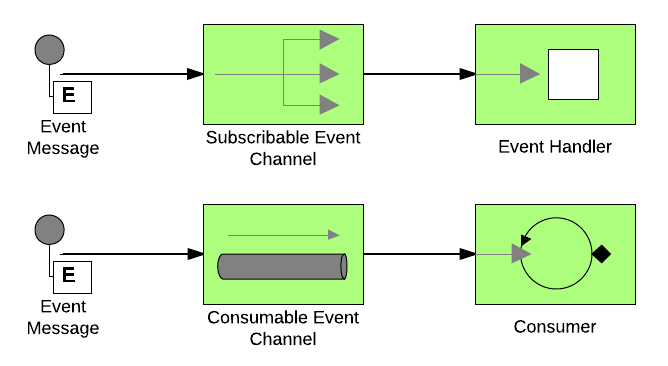 E
Event
Message
Subscribable Event
Channel
Event Handler
E
Event
Message
Consumable Event
Channel
Consumer